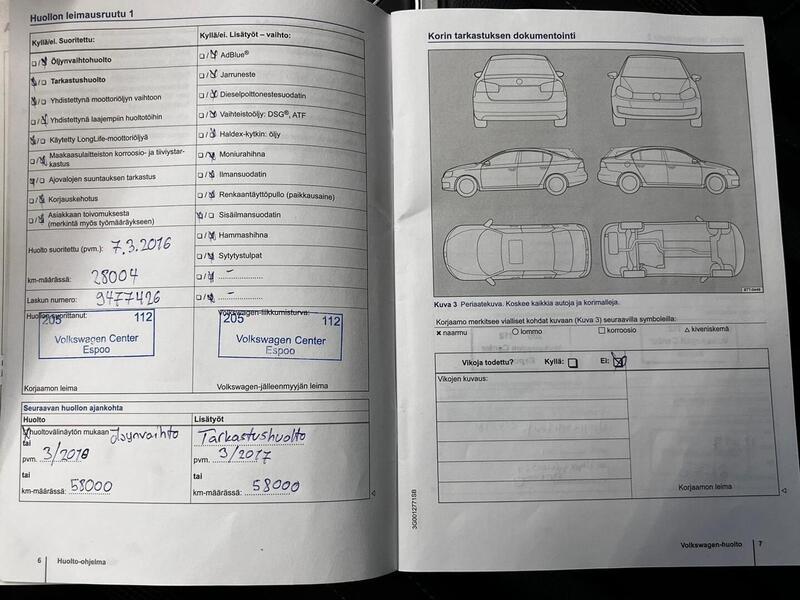 Huollon leimausruutu 1
Kyllä/ei. Suoritettu:
Öljynvaihtohuolto
Tarkastushuolto
Yhdistettynä moottoriöljyn vaihtoon
Yhdistettynä laajempiin huoltotöihin
Käytetty LongLife-moottoriöljyä
Maakaasulaitteiston korroosio- ja tiiviystar-
kastus
Ajovalojen suuntauksen tarkastus
Korjauskehotus
Asiakkaan toivomuksesta
(merkintä myös työmääräykseen)
Huolto suoritettu (pvm.): 7.3.2016
km-määrässä: 28004
Laskun numero: 9477426
Huollon suorittanut:
205 112
Volkswagen Center
Espoo
Korjaamon leima
Kyllä/ei. Lisätyöt – vaihto:
AdBlue®
Jarruneste
Dieselpolttonestesuodatin
Vaihteistoöljy: DSG®, ATF
Haldex-kytkin: öljy
Moniurahihna
Ilmansuodatin
Renkaantäyttöpullo (paikkausaine)
Sisäilmansuodatin
Hammashihna
Sytytystulpat
–
–
Volkswagen-liikkumisturva:
205 112
Volkswagen Center
Espoo
Volkswagen-jälleenmyyjän leima
Seuraavan huollon ajankohta
Huolto
huoltovälinäytön mukaan
tai
pvm. 3/2018
tai
km-määrässä: 58000
Lisätyöt
Tarkastushuolto
pvm. 3/2017
tai
km-määrässä: 58000
6 Huolto-ohjelma
Korin tarkastuksen dokumentointi
Kuva 3 Periaatekuva. Koskee kaikkia autoja ja korimalleja.
Korjaamo merkitsee vialliset kohdat kuvaan (Kuva 3) seuraavilla symboleilla:
× naarmu ○ lommo □ korroosio △ kiveniskemä
Vikoja todettu? Kyllä: Ei:
Vikojen kuvaus:
Korjaamon leima
3G0012771SB
Volkswagen-huolto 7